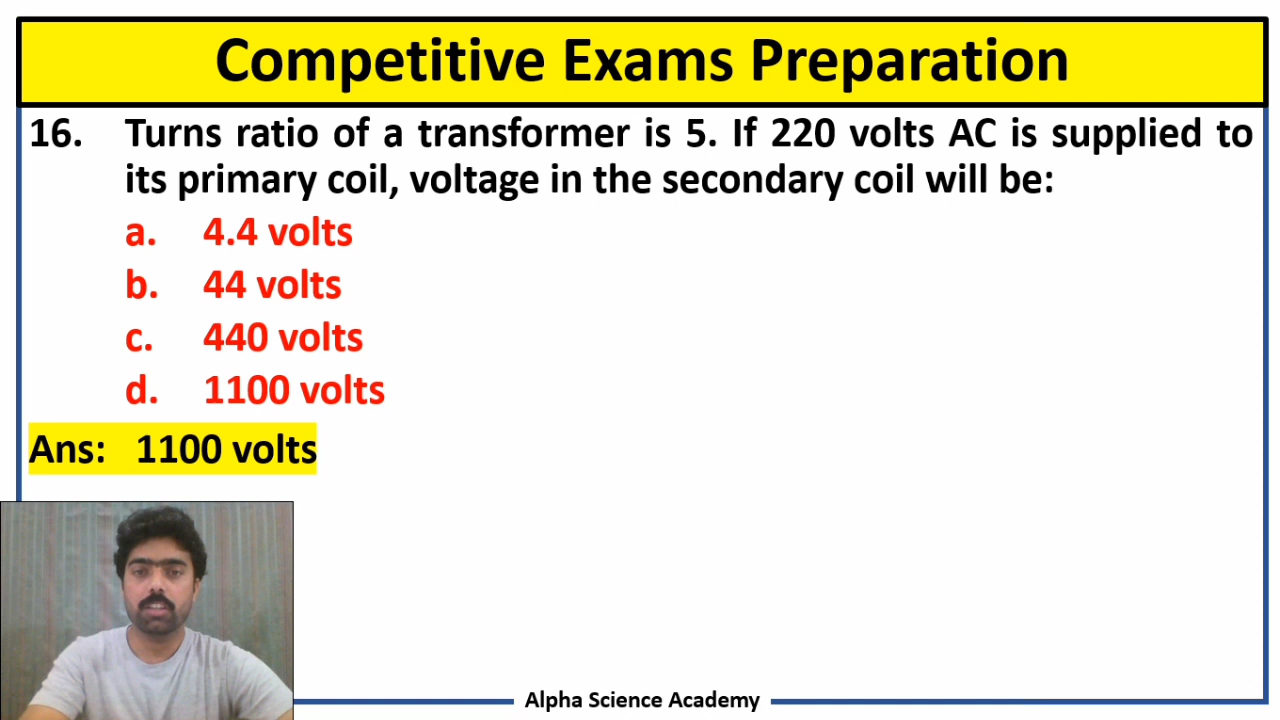 Competitive Exams Preparation
16. Turns ratio of a transformer is 5. If 220 volts AC is supplied to
its primary coil, voltage in the secondary coil will be:
a. 4.4 volts
b. 44 volts
c. 440 volts
d. 1100 volts
Ans: 1100 volts
Alpha Science Academy